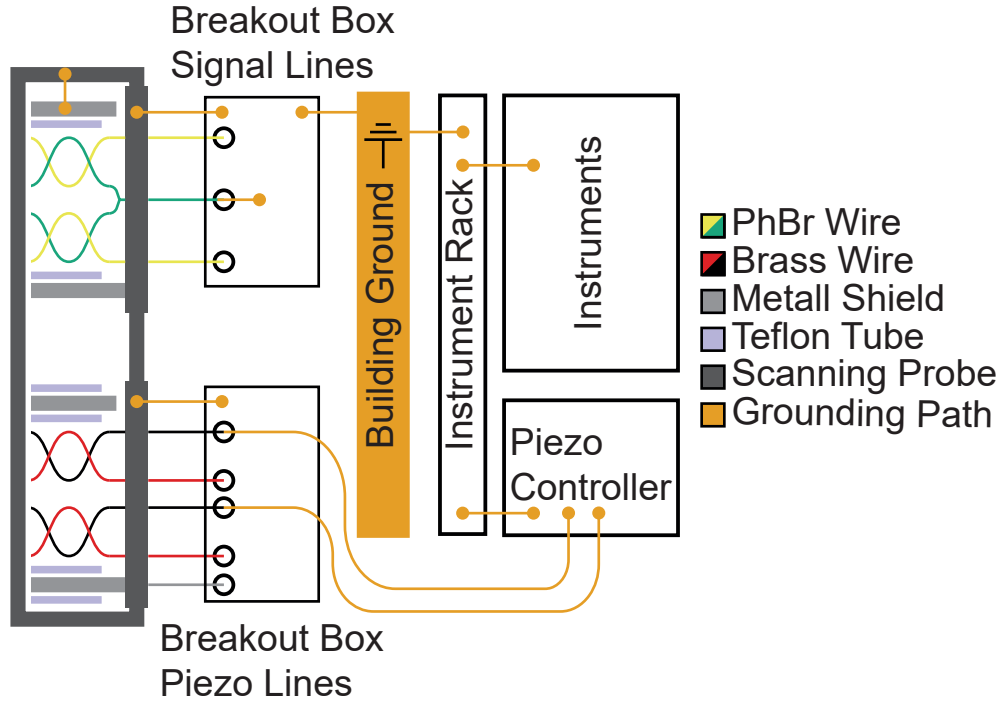 Breakout Box
Signal Lines
Building Ground
Instrument Rack
Instruments
Piezo
Controller
PhBr Wire
Brass Wire
Metall Shield
Teflon Tube
Scanning Probe
Grounding Path
Breakout Box
Piezo Lines